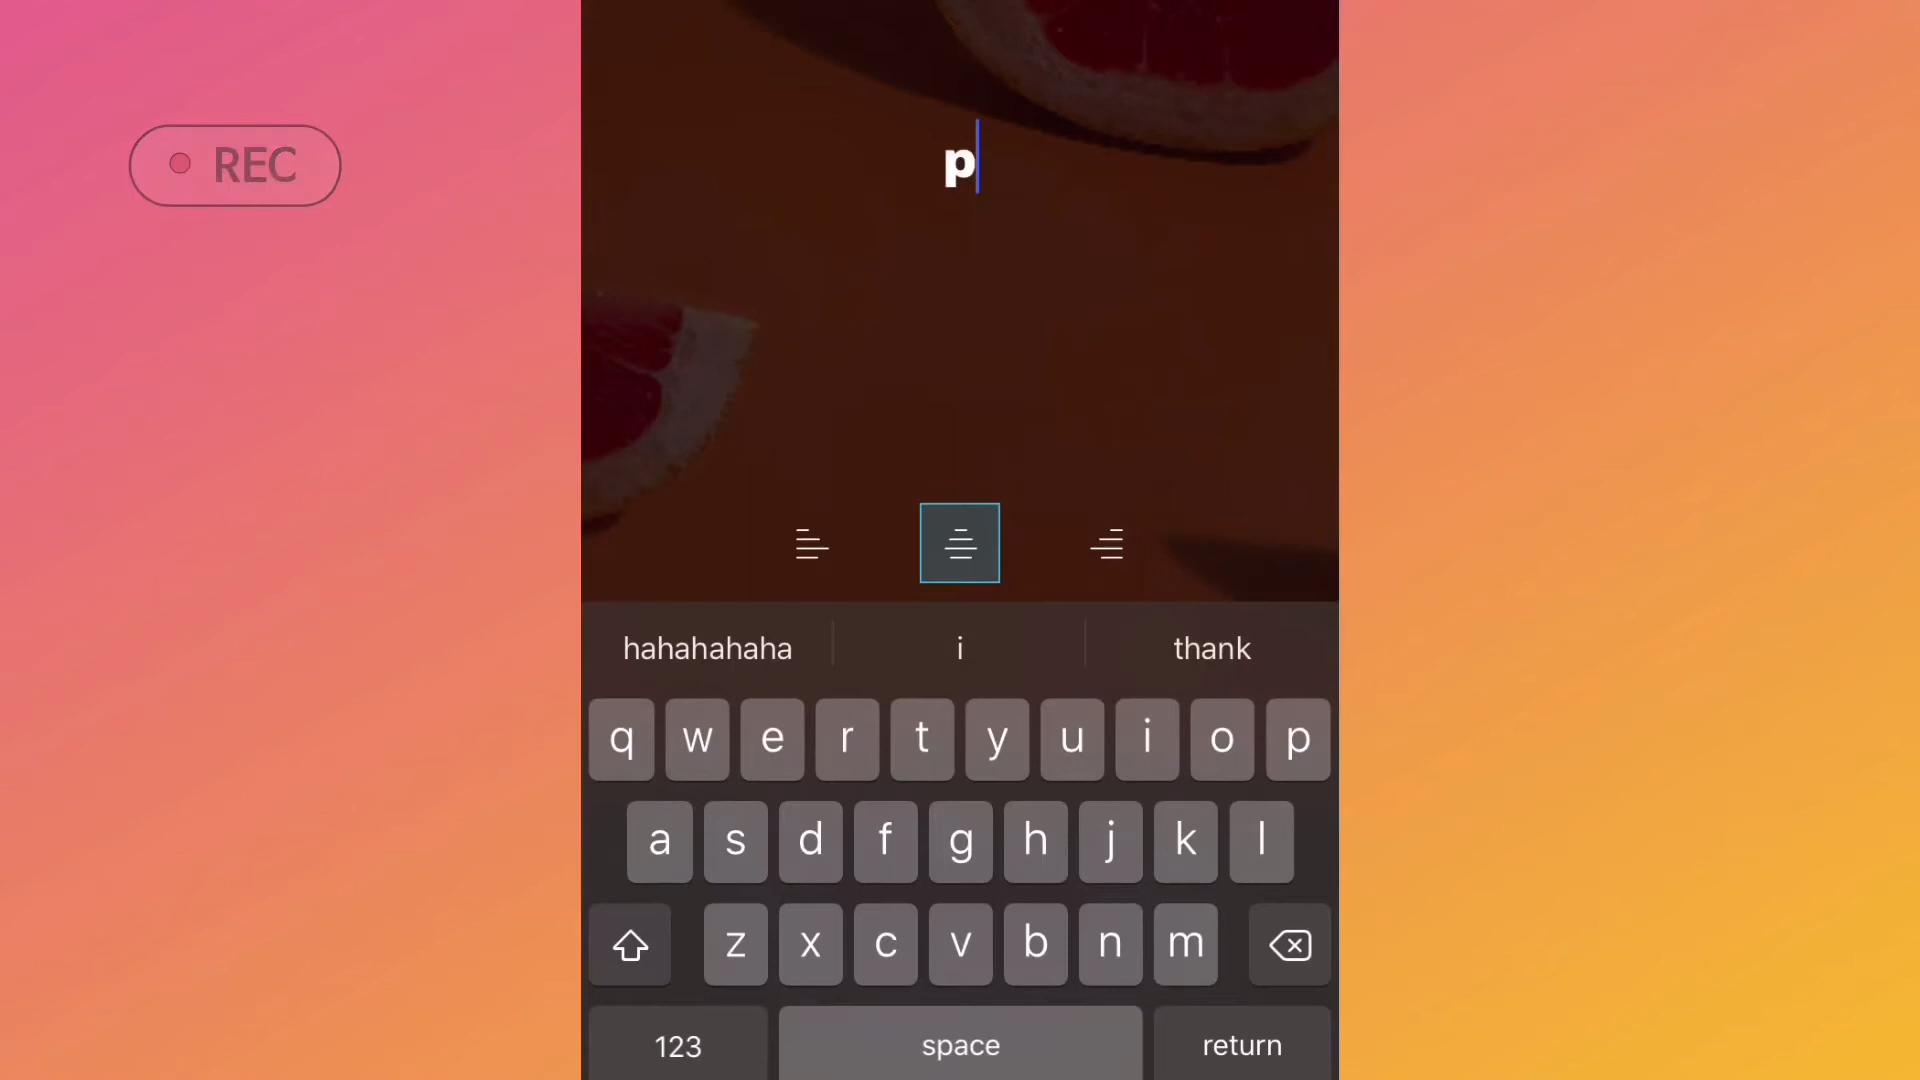 REC
p
hahahahaha i thank
q w e r t y u i o p
a s d f g h j k l
z x c v b n m
123 space return